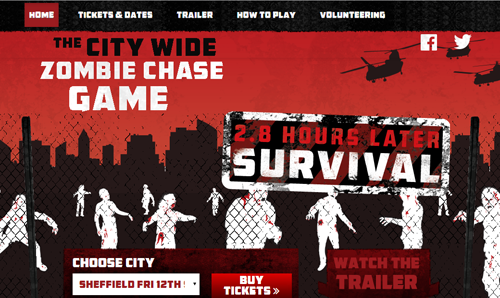 HOME TICKETS & DATES TRAILER HOW TO PLAY VOLUNTEERING
THE CITY WIDE
ZOMBIE CHASE
GAME
2.8 HOURS LATER
SURVIVAL
CHOOSE CITY
SHEFFIELD FRI 12TH
BUY
TICKETS »
WATCH THE
TRAILER